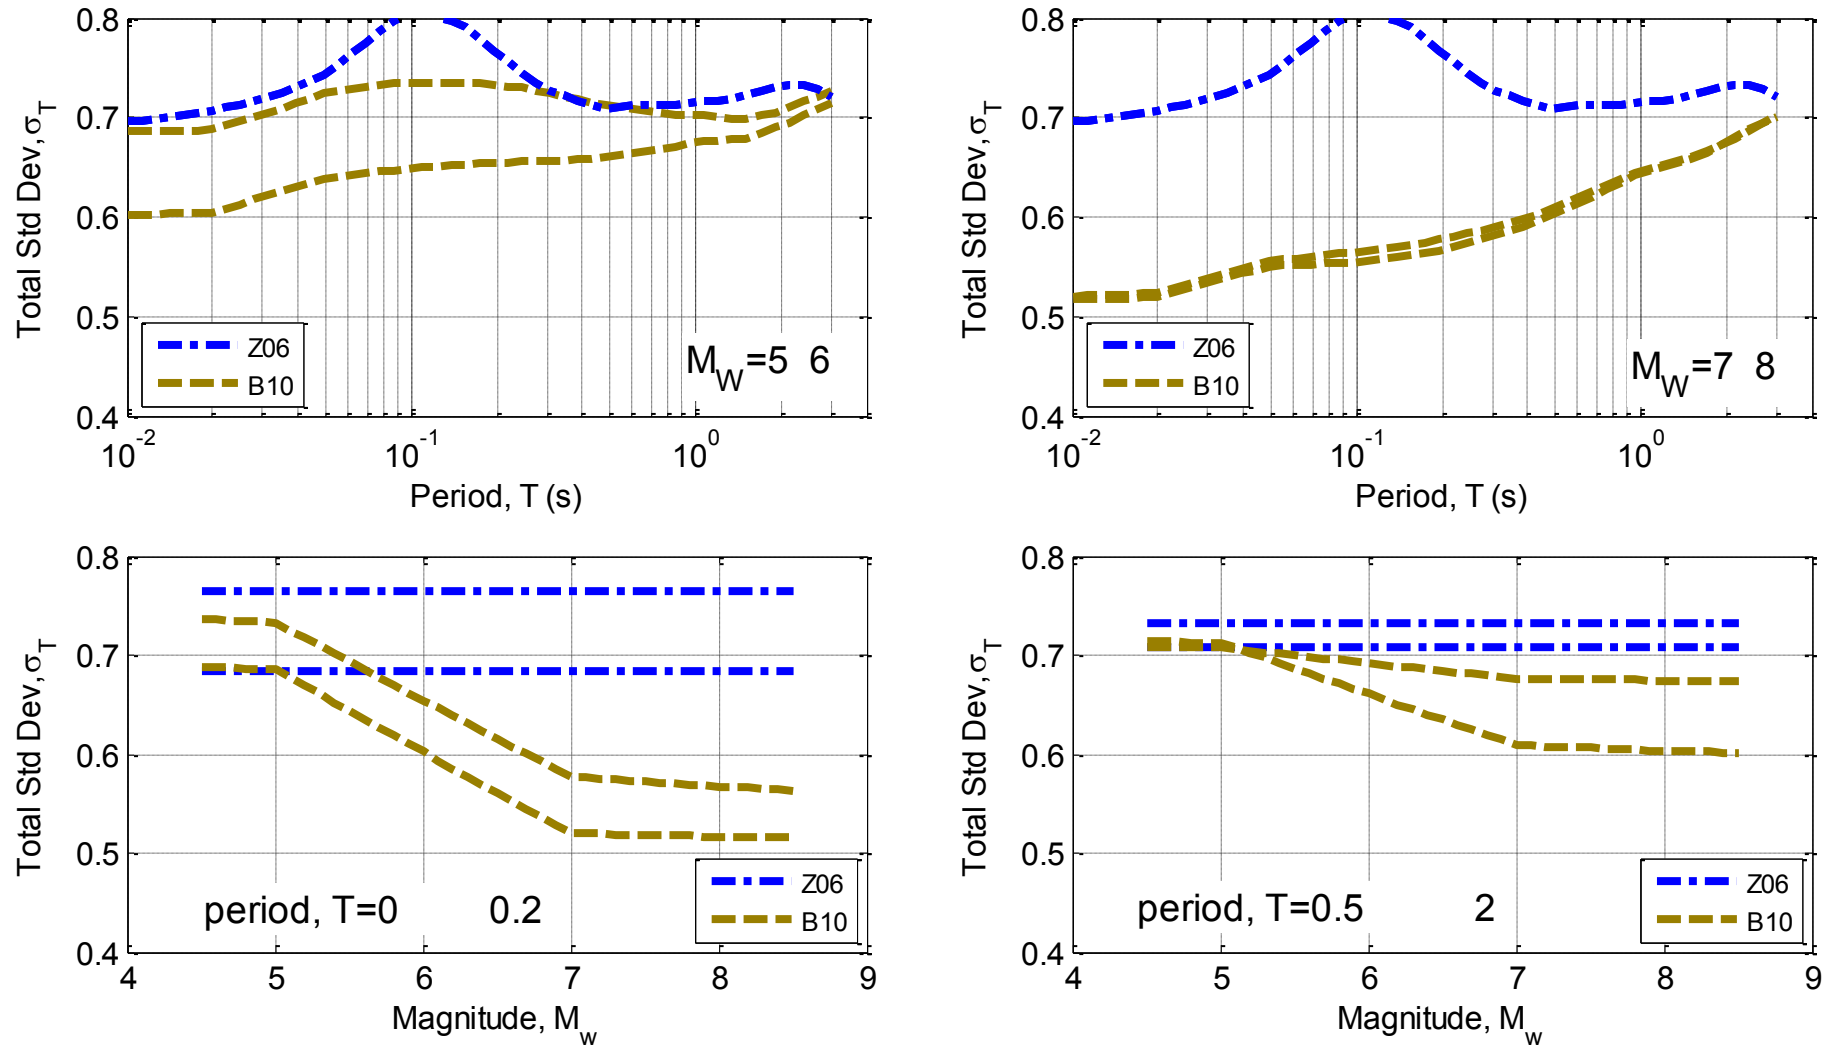 0.8
0.7
0.6
0.5
0.4
Total Std Dev,σT
Z06
B10
MW=5 6
10-2
10-1
100
Period, T (s)
0.8
0.7
0.6
0.5
0.4
Total Std Dev,σT
Z06
B10
MW=7 8
10-2
10-1
100
Period, T (s)
0.8
0.7
0.6
0.5
0.4
Total Std Dev,σT
Z06
B10
period, T=0 0.2
4 5 6 7 8 9
Magnitude, Mw
0.8
0.7
0.6
0.5
0.4
Total Std Dev,σT
Z06
B10
period, T=0.5 2
4 5 6 7 8 9
Magnitude, Mw